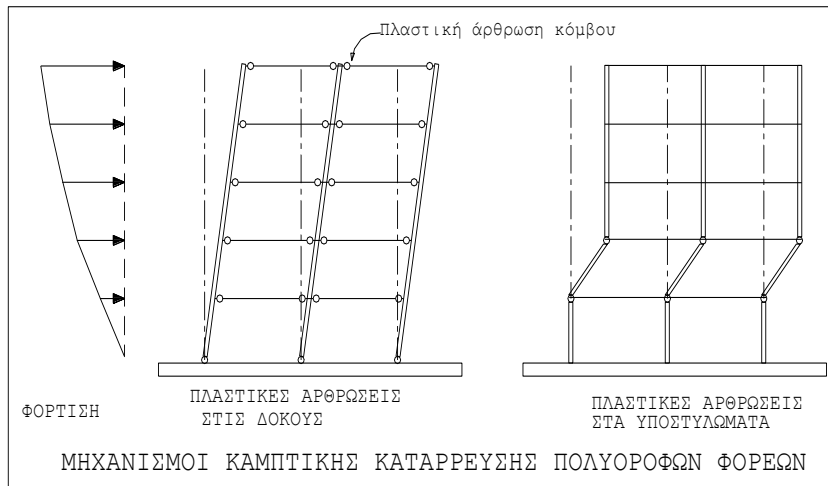 Πλαστική άρθρωση κόμβου
ΦΟΡΤΙΣΗ
ΠΛΑΣΤΙΚΕΣ ΑΡΘΡΩΣΕΙΣ
ΣΤΙΣ ΔΟΚΟΥΣ
ΠΛΑΣΤΙΚΕΣ ΑΡΘΡΩΣΕΙΣ
ΣΤΑ ΥΠΟΣΤΥΛΩΜΑΤΑ
ΜΗΧΑΝΙΣΜΟΙ ΚΑΜΠΤΙΚΗΣ ΚΑΤΑΡΡΕΥΣΗΣ ΠΟΛΥΟΡΟΦΩΝ ΦΟΡΕΩΝ